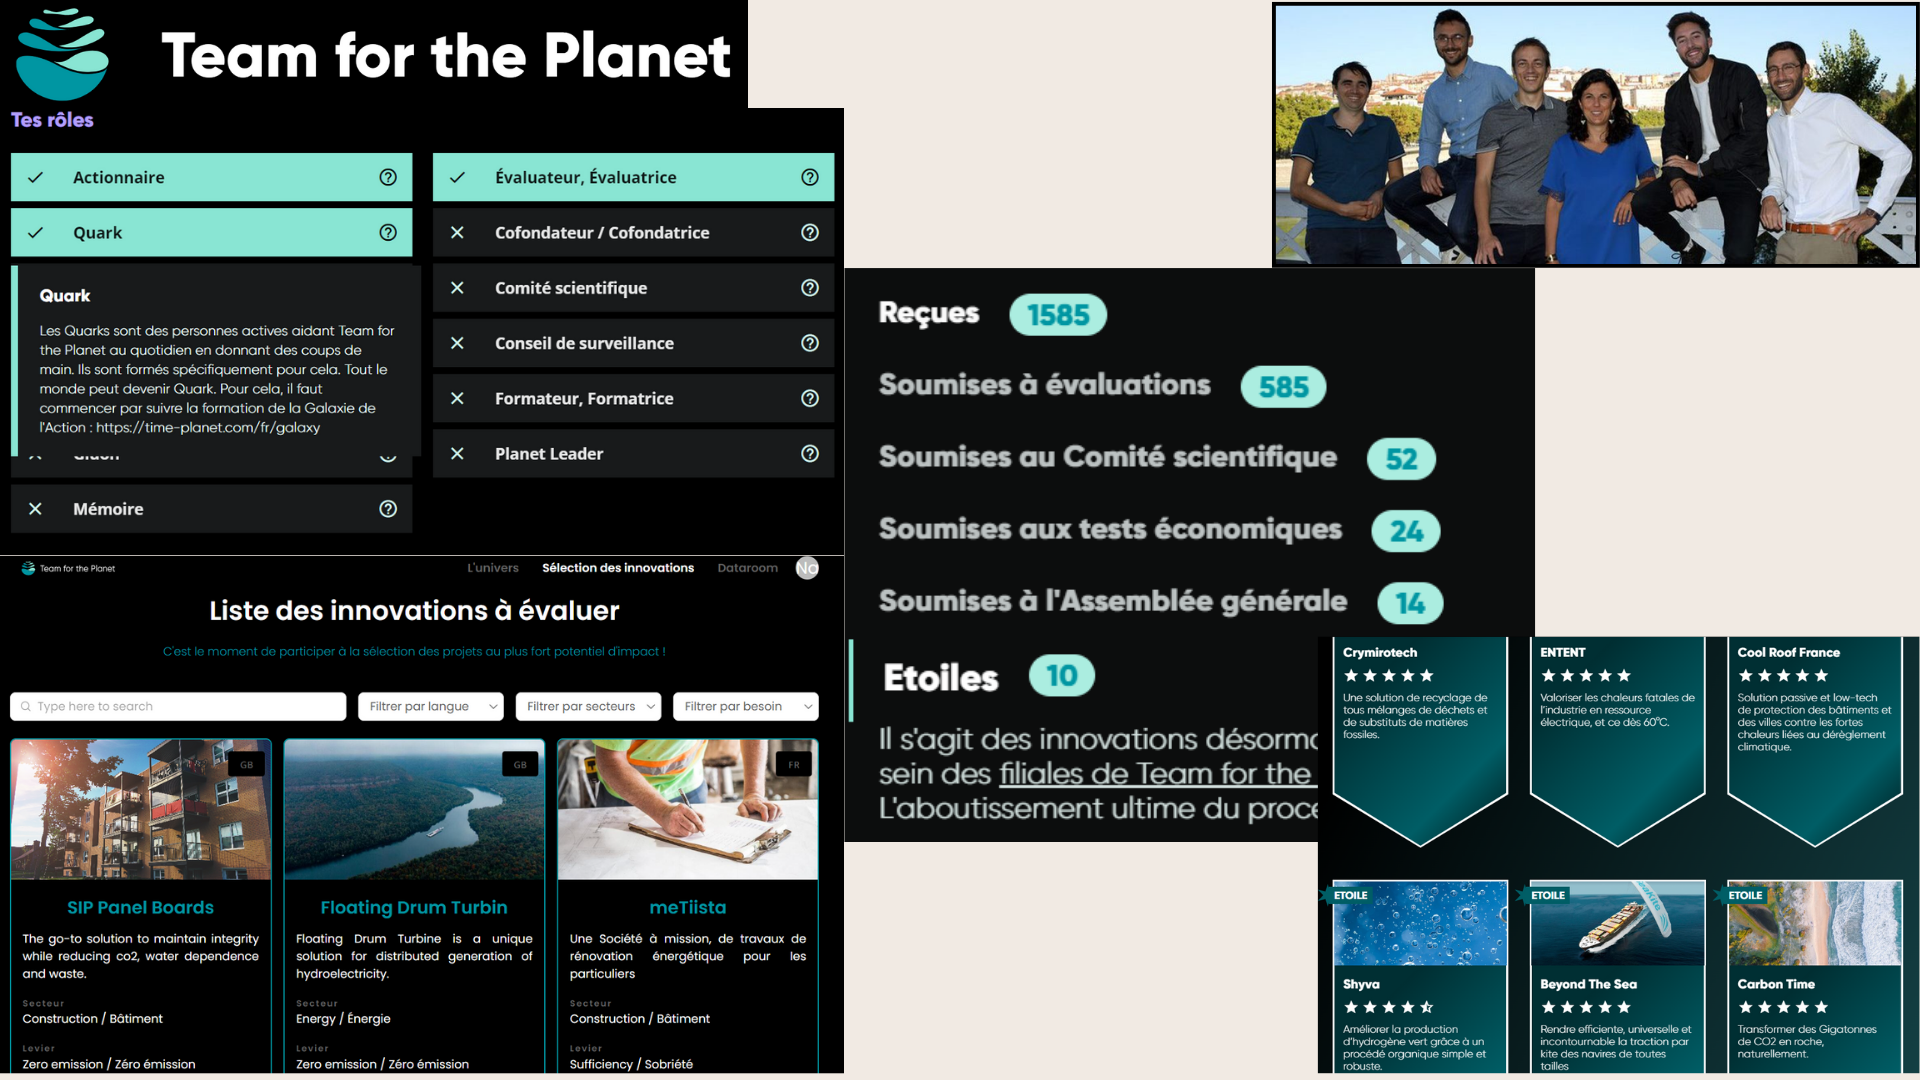 Team for the Planet
Tes rôles
Actionnaire
Évaluateur, Évaluatrice
Quark
Cofondateur / Cofondatrice
Comité scientifique
Conseil de surveillance
Formateur, Formatrice
Planet Leader
Quark
Les Quarks sont des personnes actives aidant Team for
the Planet au quotidien en donnant des coups de
main. Ils sont formés spécifiquement pour cela. Tout le
monde peut devenir Quark. Pour cela, il faut
commencer par suivre la formation de la Galaxie de
l'Action : https://time-planet.com/fr/galaxy
Mémoire
Team for the Planet
L'univers
Sélection des innovations
Dataroom
Na
Liste des innovations à évaluer
C'est le moment de participer à la sélection des projets au plus fort potentiel d'impact !
Type here to search
Filtrer par langue
Filtrer par secteurs
Filtrer par besoin
GB
SIP Panel Boards
The go-to solution to maintain integrity
while reducing co2, water dependence
and waste.
Secteur
Construction / Bâtiment
Levier
Zero emission / Zéro émission
GB
Floating Drum Turbin
Floating Drum Turbine is a unique
solution for distributed generation of
hydroelectricity.
Secteur
Energy / Énergie
Levier
Zero emission / Zéro émission
FR
meTiista
Une Société à mission, de travaux de
rénovation énergétique pour les
particuliers
Secteur
Construction / Bâtiment
Levier
Sufficiency / Sobriété
Reçues 1585
Soumises à évaluations 585
Soumises au Comité scientifique 52
Soumises aux tests économiques 24
Soumises à l'Assemblée générale 14
Etoiles 10
Il s'agit des innovations désorm
sein des filiales de Team for the
L'aboutissement ultime du proc
Crymirotech
Une solution de recyclage de
tous mélanges de déchets et
de substituts de matières
fossiles.
ENTENT
Valoriser les chaleurs fatales de
l'industrie en ressource
électrique, et ce dès 60°C.
Cool Roof France
Solution passive et low-tech
de protection des bâtiments et
des villes contre les fortes
chaleurs liées au dérèglement
climatique.
ETOILE
Shyva
Améliorer la production
d'hydrogène vert grâce à un
procédé organique simple et
robuste.
ETOILE
Beyond The Sea
Rendre efficiente, universelle et
incontournable la traction par
kite des navires de toutes
tailles
ETOILE
Carbon Time
Transformer des Gigatonnes
de CO2 en roche,
naturellement.